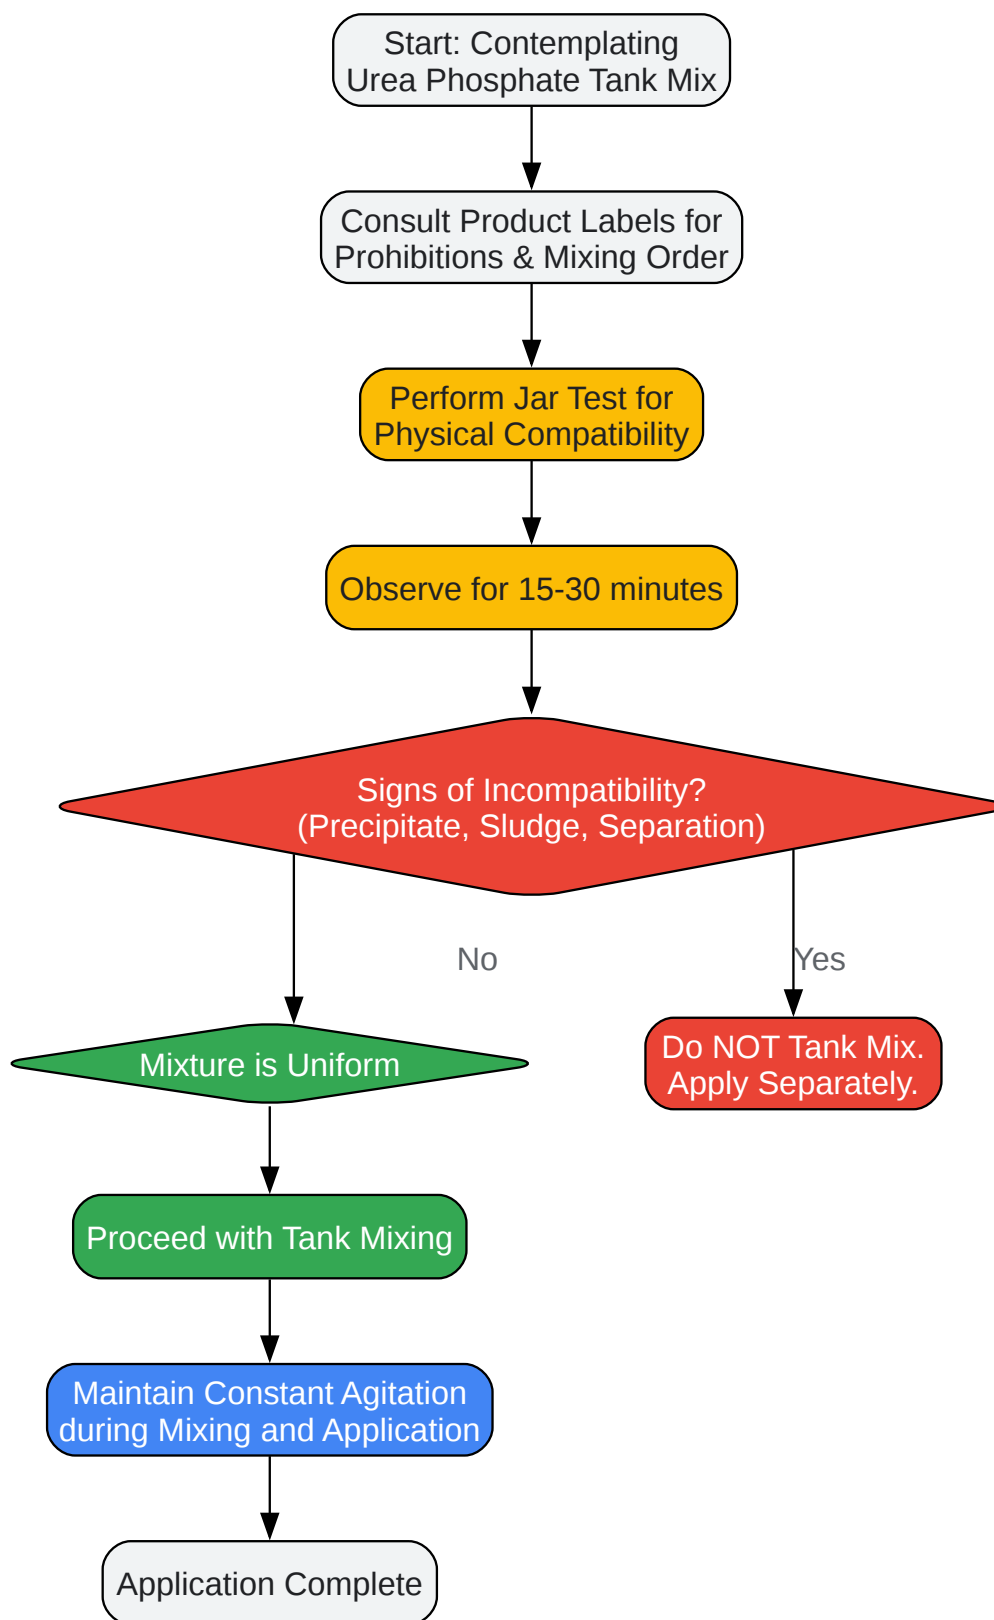 Start: Contemplating
Urea Phosphate Tank Mix
Consult Product Labels for
Prohibitions & Mixing Order
Perform Jar Test for
Physical Compatibility
Observe for 15-30 minutes
Signs of Incompatibility?
(Precipitate, Sludge, Separation)
No
Yes
Mixture is Uniform
Do NOT Tank Mix.
Apply Separately.
Proceed with Tank Mixing
Maintain Constant Agitation
during Mixing and Application
Application Complete